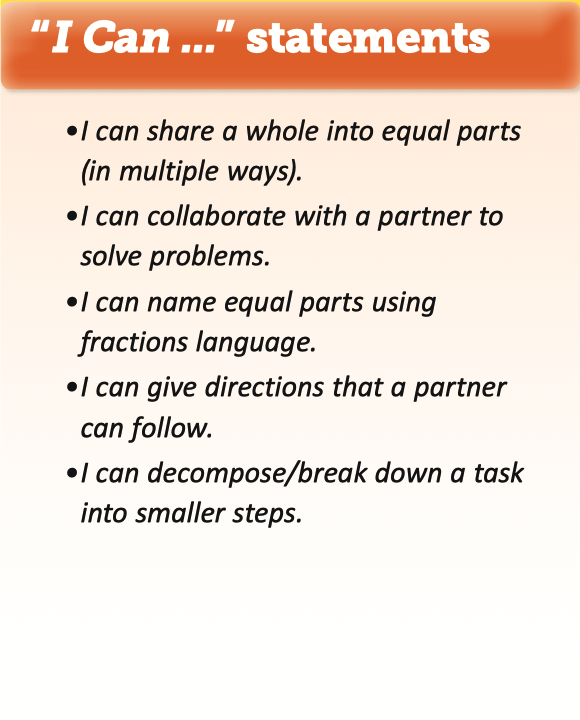 “I Can ...” statements
•I can share a whole into equal parts
(in multiple ways).
•I can collaborate with a partner to
solve problems.
•I can name equal parts using
fractions language.
•I can give directions that a partner
can follow.
•I can decompose/break down a task
into smaller steps.